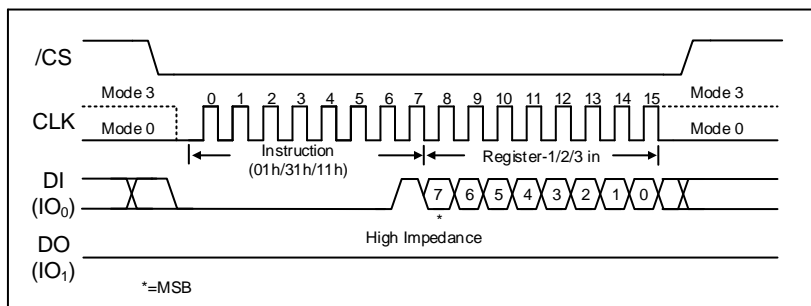 /CS
Mode 3
0 1 2 3 4 5 6 7 8 9 10 11 12 13 14 15
Mode 3
CLK
Mode 0
Mode 0
Instruction
(01h/31h/11h)
Register-1/2/3 in
DI
(IO0)
7 6 5 4 3 2 1 0
*
High Impedance
DO
(IO1)
*=MSB